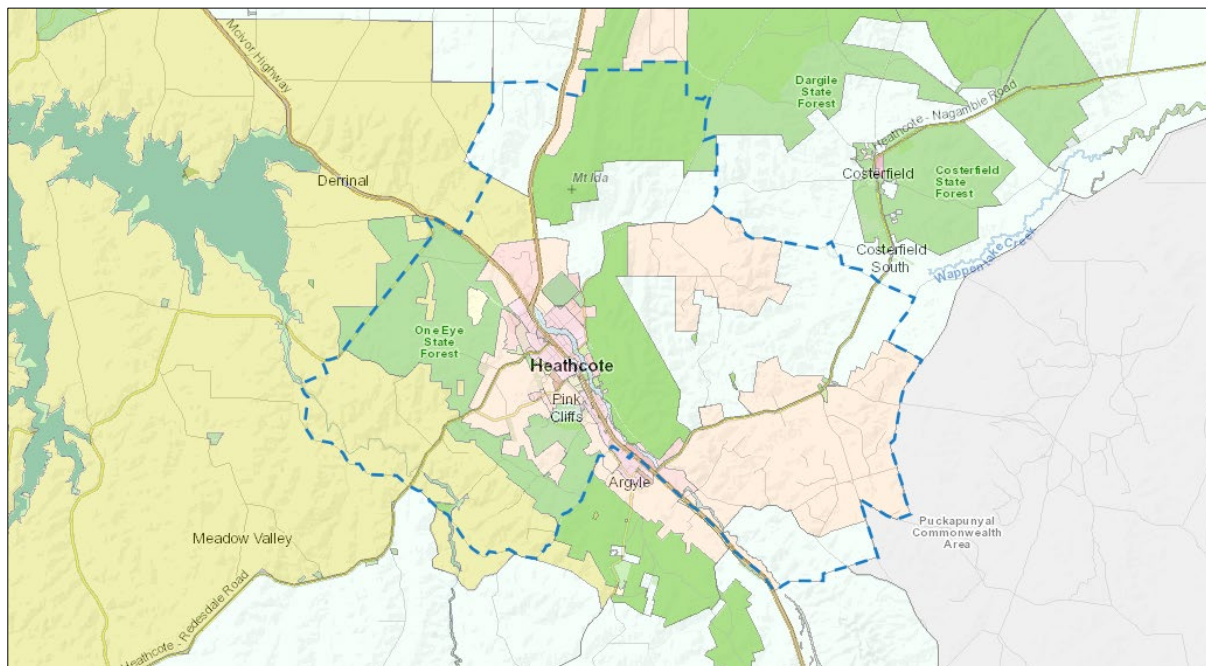 McIvor Highway
Dargile
State
Forest
Heathcote - Nagambie Road
Derrinal
Mt Ida
Costerfield
Costerfield
State
Forest
Costerfield
South
Wappentake Creek
One Eye
State
Forest
Heathcote
Pink
Cliffs
Argyle
Meadow Valley
Puckapunyal
Commonwealth
Area
Heathcote - Redesdale Road